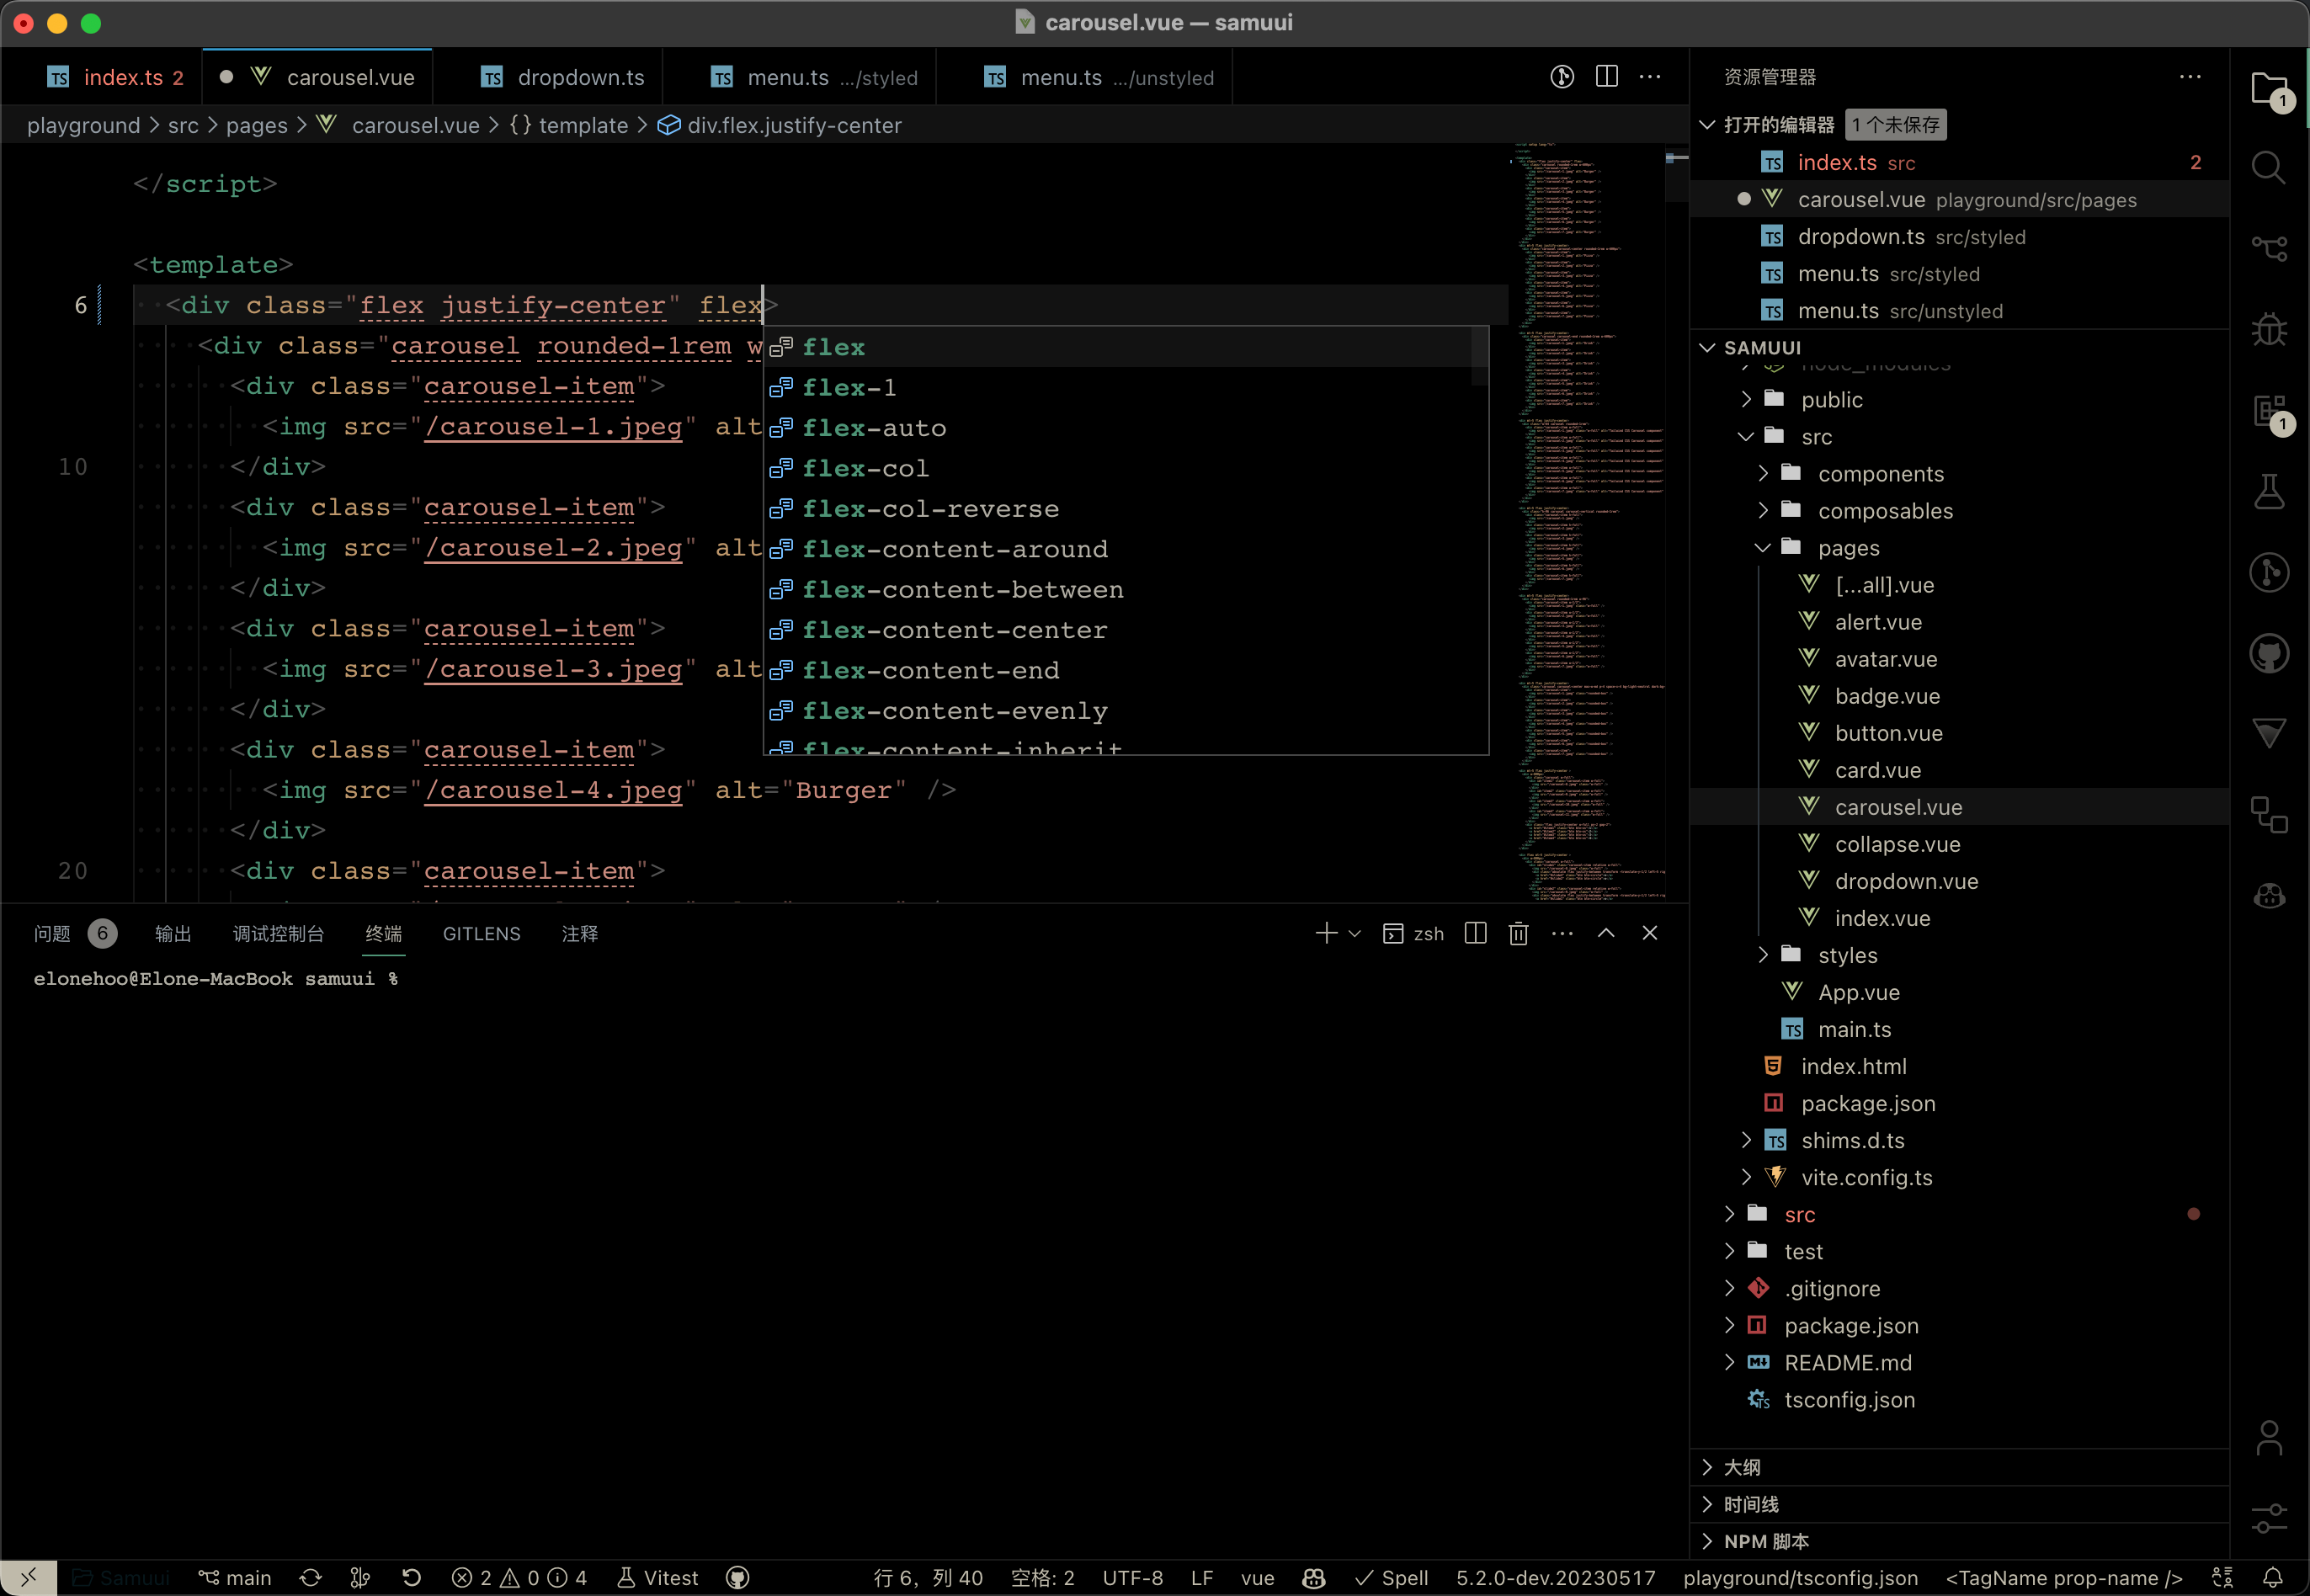 carousel.vue — samuui
index.ts 2
carousel.vue
dropdown.ts
menu.ts .../styled
menu.ts .../unstyled
playground > src > pages > carousel.vue > {} template > div.flex.justify-center
</script>
<template>
6 <div class="flex justify-center" flex>
<div class="carousel rounded-1rem w
<div class="carousel-item">
<img src="/carousel-1.jpeg" alt
10 </div>
<div class="carousel-item">
<img src="/carousel-2.jpeg" alt
</div>
<div class="carousel-item">
<img src="/carousel-3.jpeg" alt
</div>
<div class="carousel-item">
<img src="/carousel-4.jpeg" alt="Burger" />
</div>
20 <div class="carousel-item">
flex
flex-1
flex-auto
flex-col
flex-col-reverse
flex-content-around
flex-content-between
flex-content-center
flex-content-end
flex-content-evenly
flex-content-inherit
问题 6 输出 调试控制台 终端 GITLENS 注释
zsh
elonehoo@Elone-MacBook samuui %
资源管理器
打开的编辑器 1 个未保存
index.ts src 2
carousel.vue playground/src/pages
dropdown.ts src/styled
menu.ts src/styled
menu.ts src/unstyled
SAMUUI
node_modules
public
src
components
composables
pages
[...all].vue
alert.vue
avatar.vue
badge.vue
button.vue
card.vue
carousel.vue
collapse.vue
dropdown.vue
index.vue
styles
App.vue
main.ts
index.html
package.json
shims.d.ts
vite.config.ts
src
test
.gitignore
package.json
README.md
tsconfig.json
大纲
时间线
NPM 脚本
1
1
Samuui main 2 0 4 Vitest 行 6，列 40 空格: 2 UTF-8 LF vue Spell 5.2.0-dev.20230517 playground/tsconfig.json <TagName prop-name />